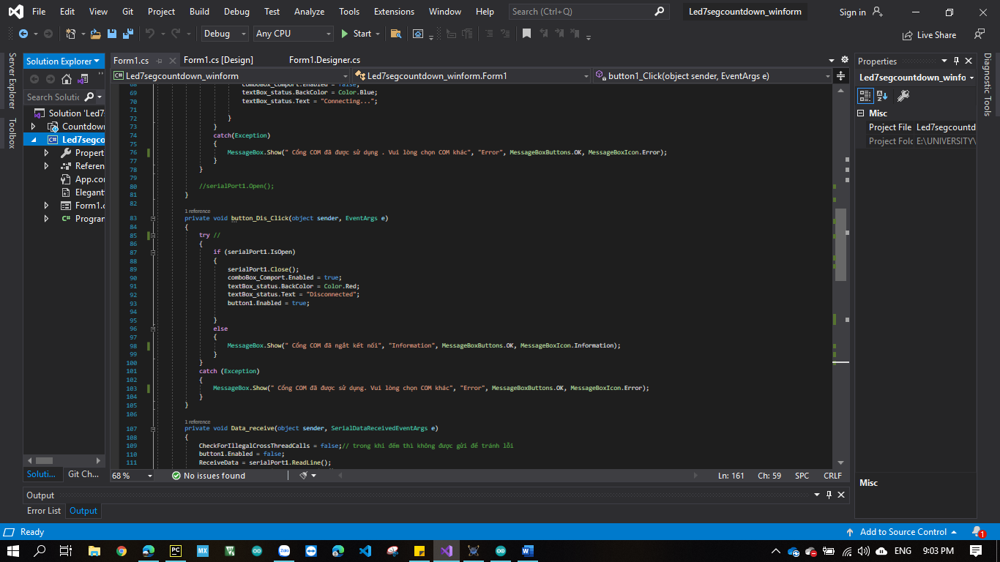 File Edit View Git Project Build Debug Test Analyze Tools Extensions Window Help Search (Ctrl+Q) Led7segcountdown_winform Sign in
Debug Any CPU Start Live Share
Server Explorer
Toolbox
Solution Explorer
Search Solutio
Solution 'Led7s
Countdown
Led7segco
Propert
Referen
App.cor
Elegant
Form1.c
Program
Soluti... Git Ch...
Form1.cs Form1.cs [Design] Form1.Designer.cs
Led7segcountdown_winform Led7segcountdown_winform.Form1 button1_Click(object sender, EventArgs e)
68 comboBox_Comport.Enabled = false;
69 textBox_status.BackColor = Color.Blue;
70 textBox_status.Text = "Connecting...";
71
72 }
73 }
74 catch(Exception)
75 {
76 MessageBox.Show(" Cổng COM đã được sử dụng . Vui lòng chọn COM khác", "Error", MessageBoxButtons.OK, MessageBoxIcon.Error);
77 }
78 }
79
80 //serialPort1.Open();
81 }
82
1 reference
83 private void button_Dis_Click(object sender, EventArgs e)
84 {
85 try //
86 {
87 if (serialPort1.IsOpen)
88 {
89 serialPort1.Close();
90 comboBox_Comport.Enabled = true;
91 textBox_status.BackColor = Color.Red;
92 textBox_status.Text = "Disconnected";
93 button1.Enabled = true;
94
95 }
96 else
97 {
98 MessageBox.Show(" Cổng COM đã ngắt kết nối", "Information", MessageBoxButtons.OK, MessageBoxIcon.Information);
99 }
100 }
101 catch (Exception)
102 {
103 MessageBox.Show(" Cổng COM đã được sử dụng. Vui lòng chọn COM khác", "Error", MessageBoxButtons.OK, MessageBoxIcon.Error);
104 }
105 }
106
1 reference
107 private void Data_receive(object sender, SerialDataReceivedEventArgs e)
108 {
109 CheckForIllegalCrossThreadCalls = false;// trong khi đếm thì không được gửi để tránh lỗi
110 button1.Enabled = false;
111 ReceiveData = serialPort1.ReadLine();
68 % No issues found Ln: 161 Ch: 59 SPC CRLF
Properties
Led7segcountdown_winfo
Misc
Project File Led7segcountd
Project Folc E:\UNIVERSITY\
Misc
Diagnostic Tools
Output
Error List Output
Ready Add to Source Control 1
PC MX Zalo ENG 9:03 PM